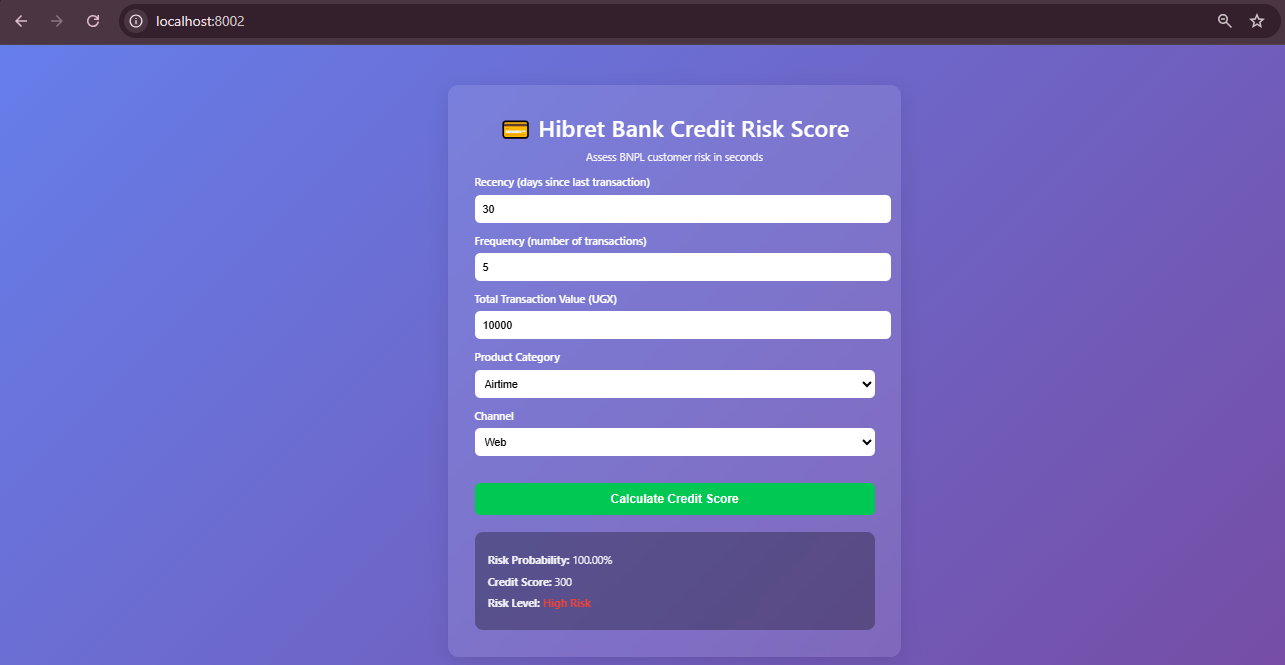 localhost:8002
Hibret Bank Credit Risk Score
Assess BNPL customer risk in seconds
Recency (days since last transaction)
30
Frequency (number of transactions)
5
Total Transaction Value (UGX)
10000
Product Category
Airtime
Channel
Web
Calculate Credit Score
Risk Probability: 100.00%
Credit Score: 300
Risk Level: High Risk